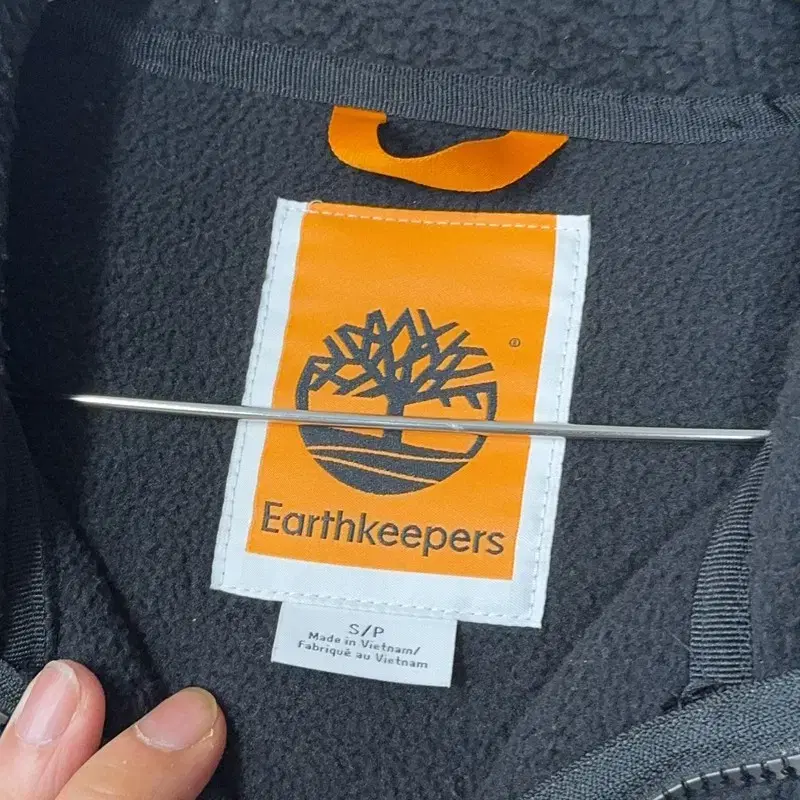 ®
Earthkeepers
S/P
Made in Vietnam/
Fabriqué au Vietnam